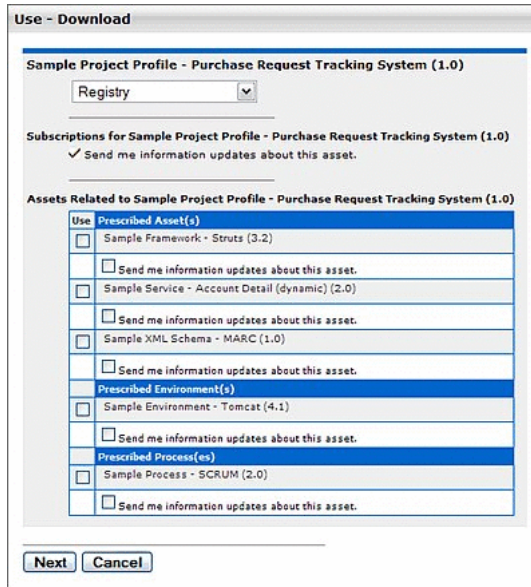 Use - Download
Sample Project Profile - Purchase Request Tracking System (1.0)
Registry
Subscriptions for Sample Project Profile - Purchase Request Tracking System (1.0)
Send me information updates about this asset.
Assets Related to Sample Project Profile - Purchase Request Tracking System (1.0)
Use Prescribed Asset(s)
Sample Framework - Struts (3.2)
Send me information updates about this asset.
Sample Service - Account Detail (dynamic) (2.0)
Send me information updates about this asset.
Sample XML Schema - MARC (1.0)
Send me information updates about this asset.
Prescribed Environment(s)
Sample Environment - Tomcat (4.1)
Send me information updates about this asset.
Prescribed Process(es)
Sample Process - SCRUM (2.0)
Send me information updates about this asset.
Next Cancel